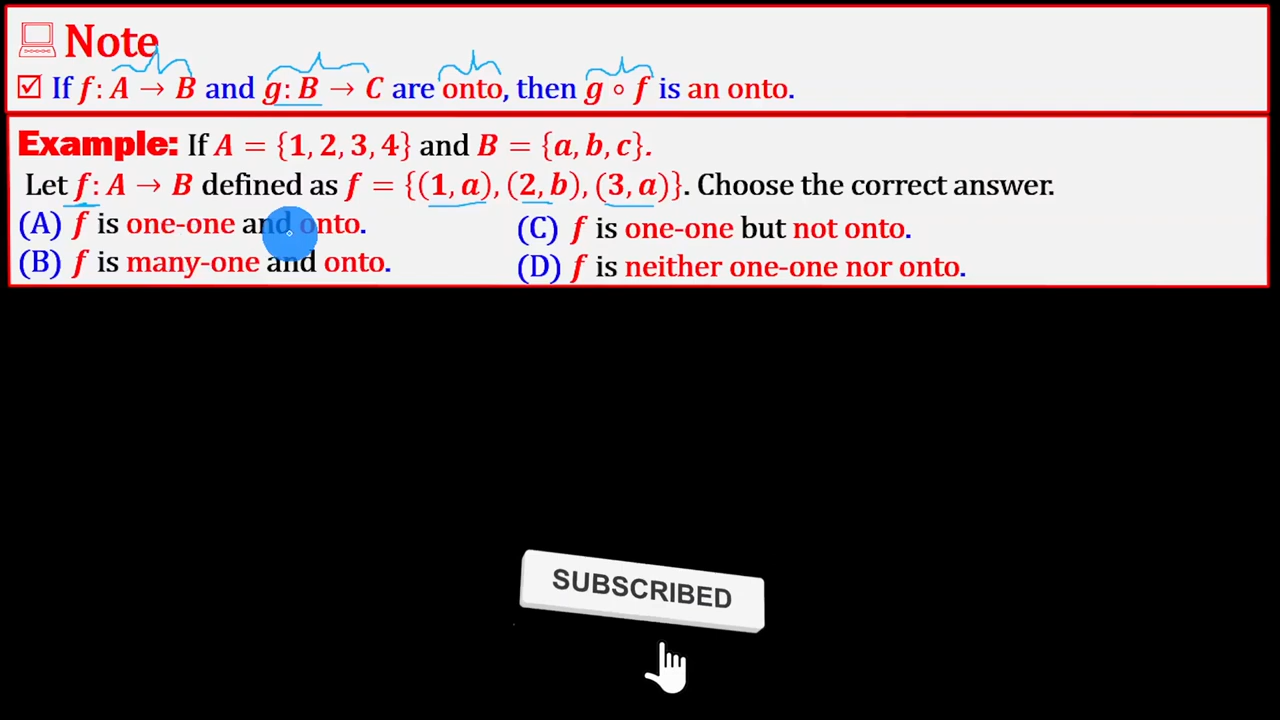 Note
☑ If f: A → B and g: B → C are onto, then g ∘ f is an onto.
Example: If A = {1, 2, 3, 4} and B = {a, b, c}.
Let f: A → B defined as f = {(1, a), (2, b), (3, a)}. Choose the correct answer.
(A) f is one-one and onto.
(B) f is many-one and onto.
(C) f is one-one but not onto.
(D) f is neither one-one nor onto.
SUBSCRIBED